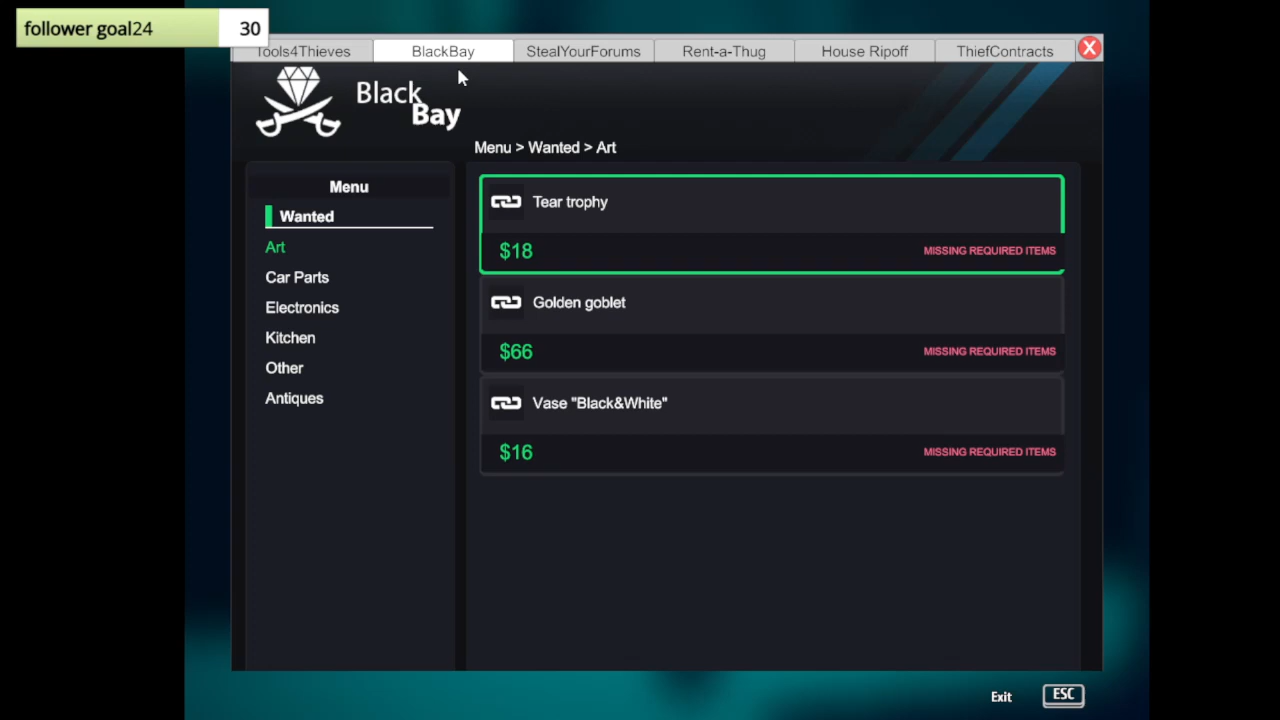 follower goal24 30
Tools4Thieves BlackBay StealYourForums Rent-a-Thug House Ripoff ThiefContracts X
Black
Bay
Menu > Wanted > Art
Menu
Wanted
Art
Car Parts
Electronics
Kitchen
Other
Antiques
Tear trophy
$18 MISSING REQUIRED ITEMS
Golden goblet
$66 MISSING REQUIRED ITEMS
Vase "Black&White"
$16 MISSING REQUIRED ITEMS
Exit ESC